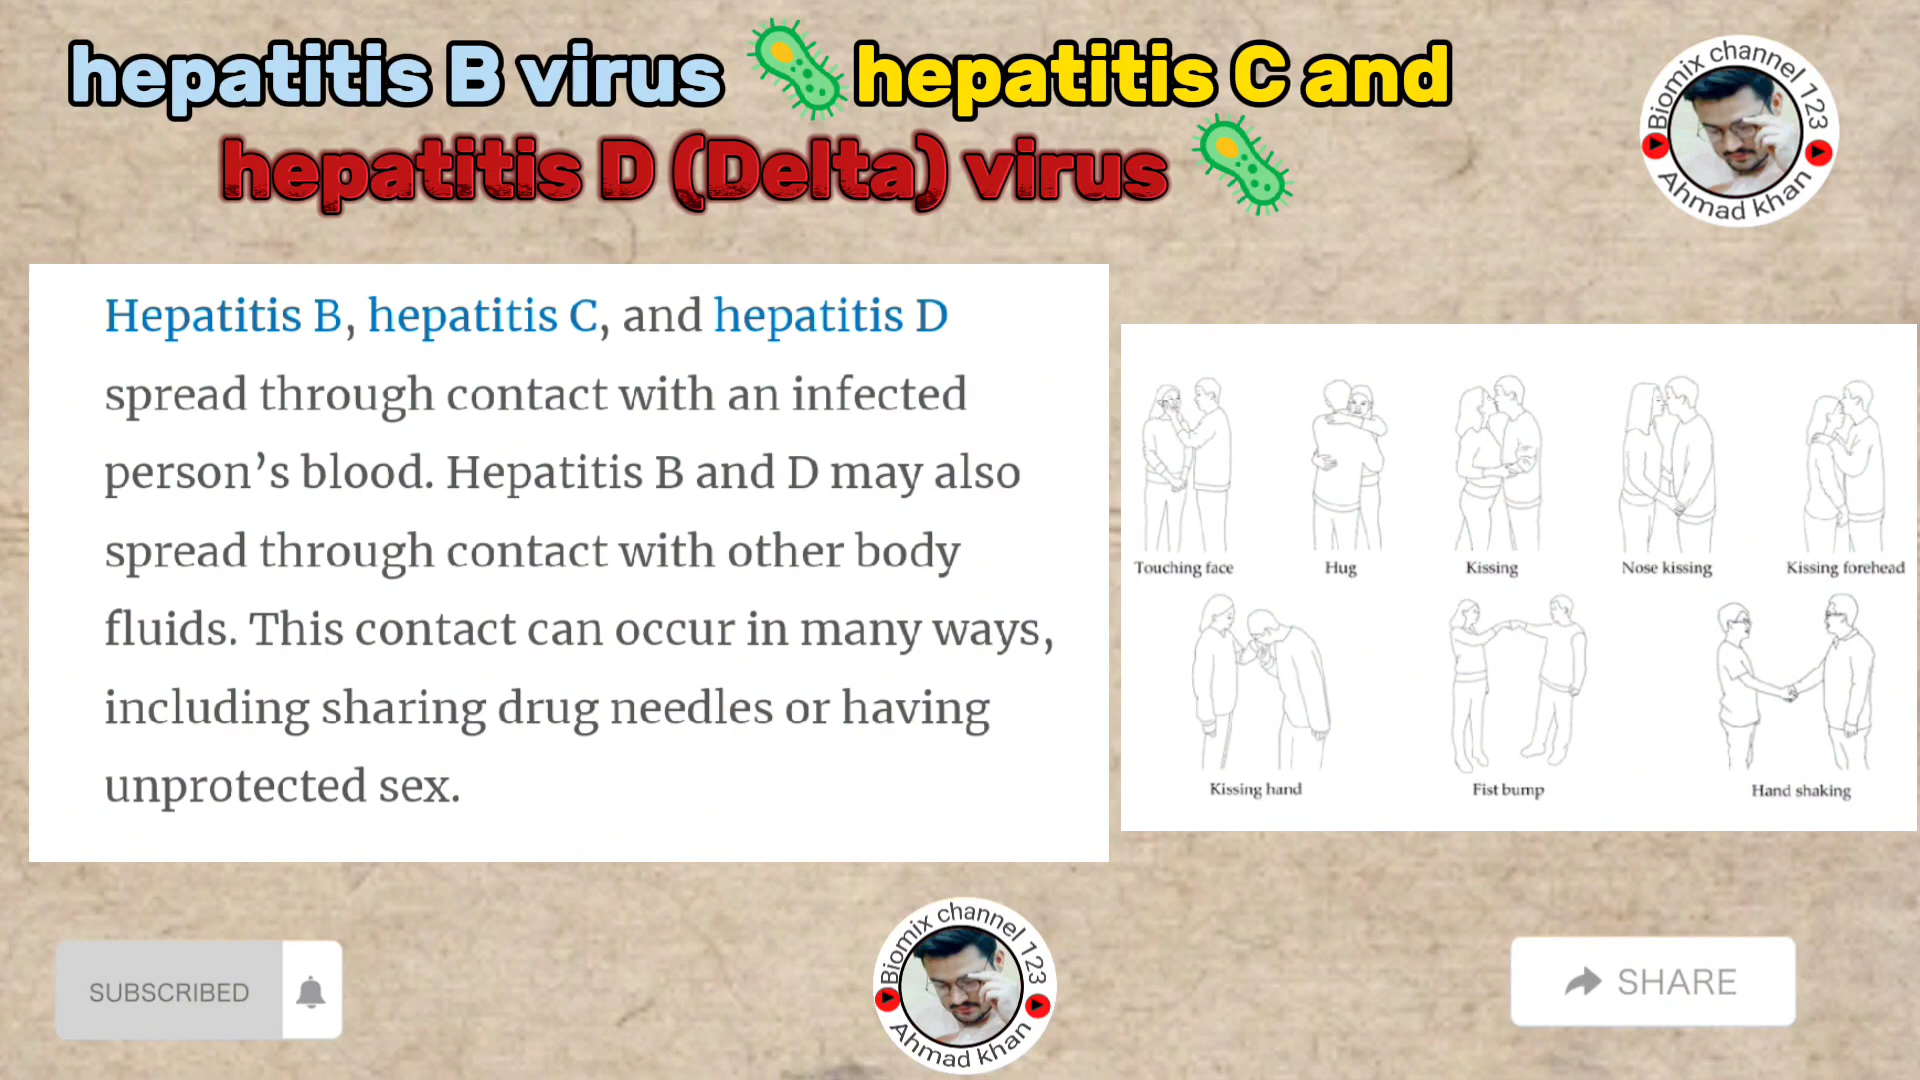 hepatitis B virus 🦠 hepatitis C and
hepatitis D (Delta) virus 🦠
Biomix channel 123
Ahmad khan
Hepatitis B, hepatitis C, and hepatitis D
spread through contact with an infected
person’s blood. Hepatitis B and D may also
spread through contact with other body
fluids. This contact can occur in many ways,
including sharing drug needles or having
unprotected sex.
Touching face
Hug
Kissing
Nose kissing
Kissing forehead
Kissing hand
Fist bump
Hand shaking
SUBSCRIBED
Biomix channel 123
Ahmad khan
SHARE